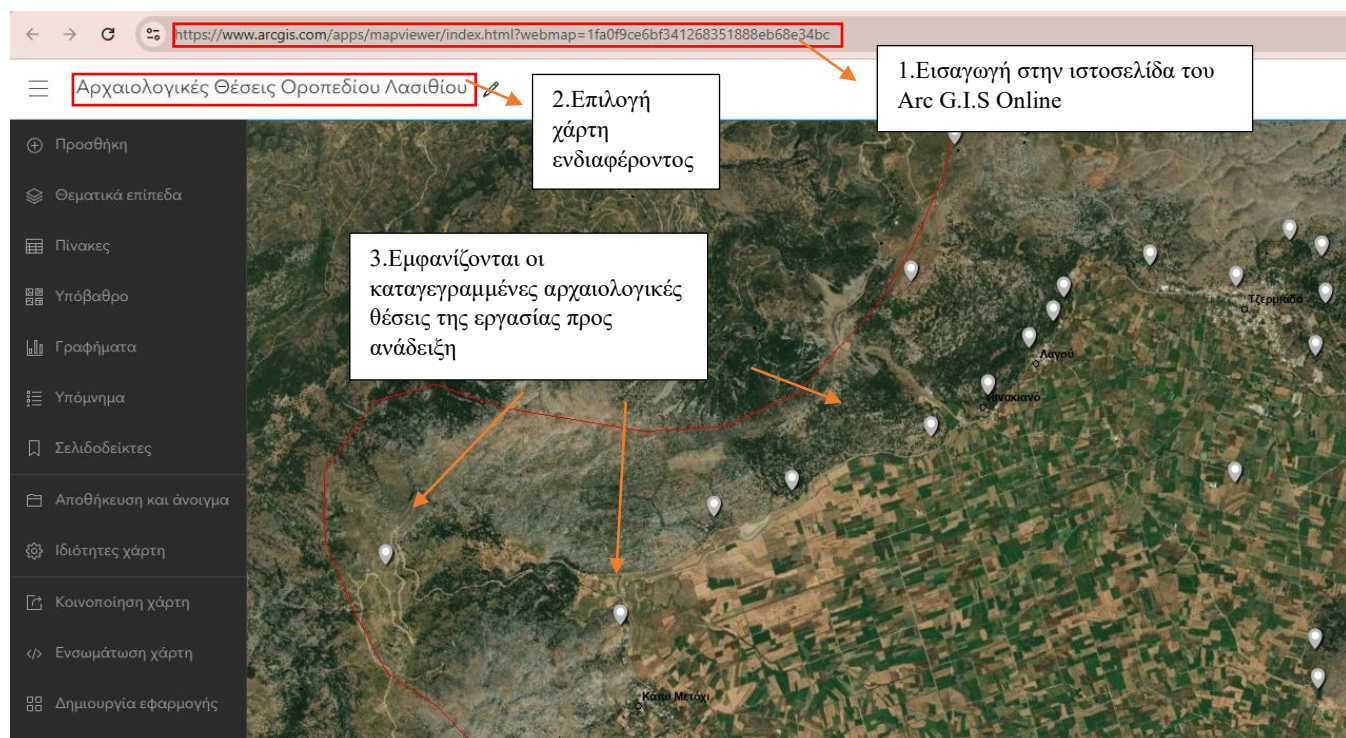 https://www.arcgis.com/apps/mapviewer/index.html?webmap=1fa0f9ce6bf341268351888eb68e34bc
1.Εισαγωγή στην ιστοσελίδα του
Arc G.I.S Online
Αρχαιολογικές Θέσεις Οροπεδίου Λασιθίου
2.Επιλογή
χάρτη
ενδιαφέροντος
Προσθήκη
Θεματικά επίπεδα
Πίνακες
Υπόβαθρο
Γραφήματα
Υπόμνημα
Σελιδοδείκτες
Αποθήκευση και άνοιγμα
Ιδιότητες χάρτη
Κοινοποίηση χάρτη
Ενσωμάτωση χάρτη
Δημιουργία εφαρμογής
3.Εμφανίζονται οι
καταγεγραμμένες αρχαιολογικές
θέσεις της εργασίας προς
ανάδειξη
Τζερμιάδο
Λαγού
Πινακιανό
Κάτω Μετόχι